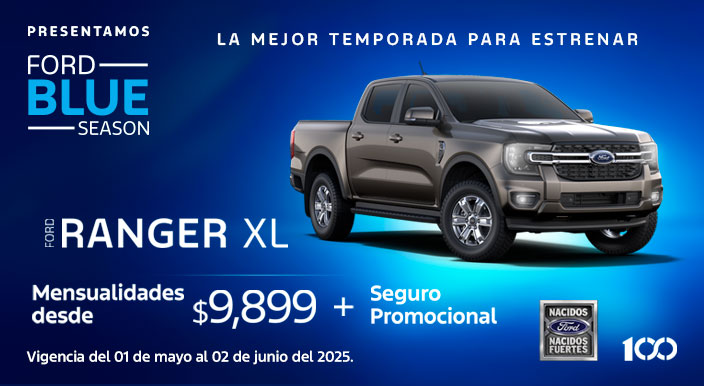 PRESENTAMOS
FORD
BLUE
SEASON
LA MEJOR TEMPORADA PARA ESTRENAR
Ford
FORD RANGER XL
Mensualidades
desde
$9,899 +
Seguro
Promocional
NACIDOS
Ford
NACIDOS
FUERTES
100
Vigencia del 01 de mayo al 02 de junio del 2025.